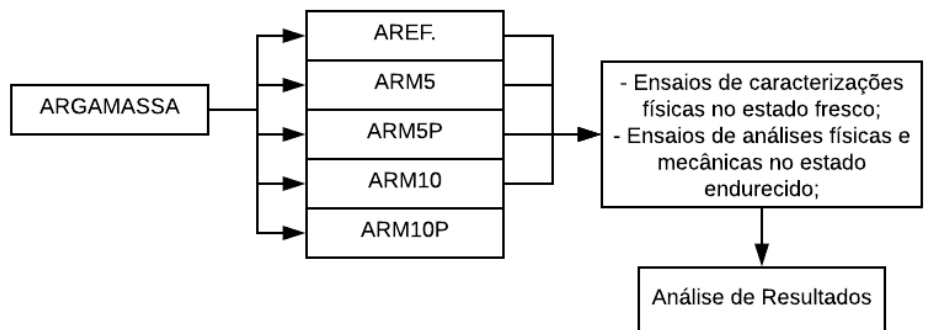 ARGAMASSA
AREF.
ARM5
ARM5P
ARM10
ARM10P
- Ensaios de caracterizações
físicas no estado fresco;
- Ensaios de análises físicas e
mecânicas no estado
endurecido;
Análise de Resultados